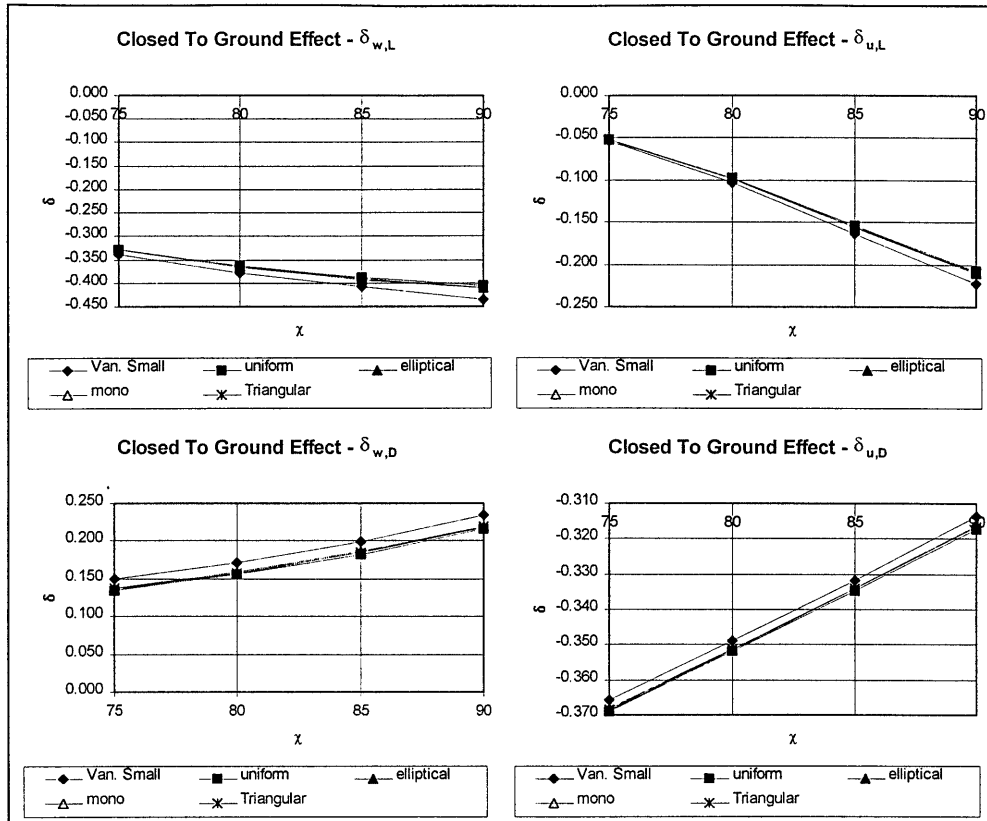 Closed To Ground Effect - δw,L
0.000
-0.050
-0.100
-0.150
-0.200
-0.250
-0.300
-0.350
-0.400
-0.450
75
80
85
90
δ
χ
Van. Small
uniform
elliptical
mono
Triangular
Closed To Ground Effect - δu,L
0.000
-0.050
-0.100
-0.150
-0.200
-0.250
75
80
85
90
δ
χ
Van. Small
uniform
elliptical
mono
Triangular
Closed To Ground Effect - δw,D
0.250
0.200
0.150
0.100
0.050
0.000
75
80
85
90
δ
χ
Van. Small
uniform
elliptical
mono
Triangular
Closed To Ground Effect - δu,D
-0.310
-0.320
-0.330
-0.340
-0.350
-0.360
-0.370
75
80
85
90
δ
χ
Van. Small
uniform
elliptical
mono
Triangular